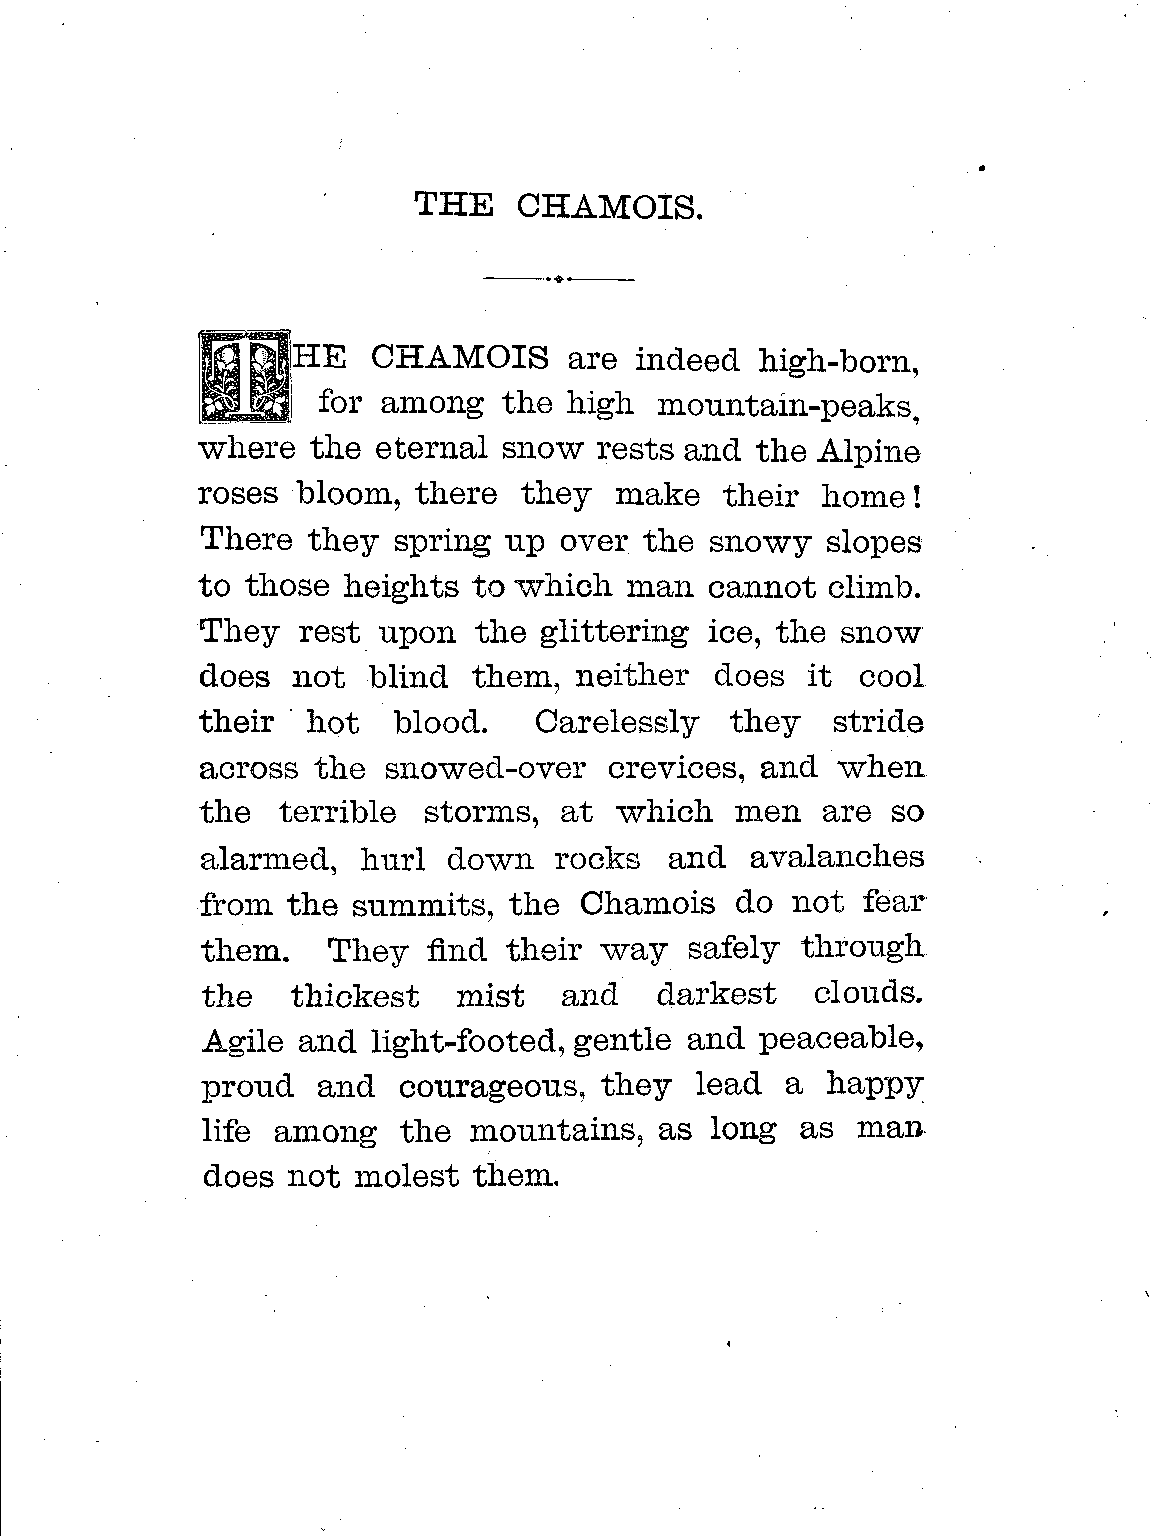 THE CHAMOIS.
THE CHAMOIS are indeed high-born,
for among the high mountain-peaks,
where the eternal snow rests and the Alpine
roses bloom, there they make their home!
There they spring up over the snowy slopes
to those heights to which man cannot climb.
They rest upon the glittering ice, the snow
does not blind them, neither does it cool
their hot blood. Carelessly they stride
across the snowed-over crevices, and when
the terrible storms, at which men are so
alarmed, hurl down rocks and avalanches
from the summits, the Chamois do not fear
them. They find their way safely through
the thickest mist and darkest clouds.
Agile and light-footed, gentle and peaceable,
proud and courageous, they lead a happy
life among the mountains, as long as man
does not molest them.